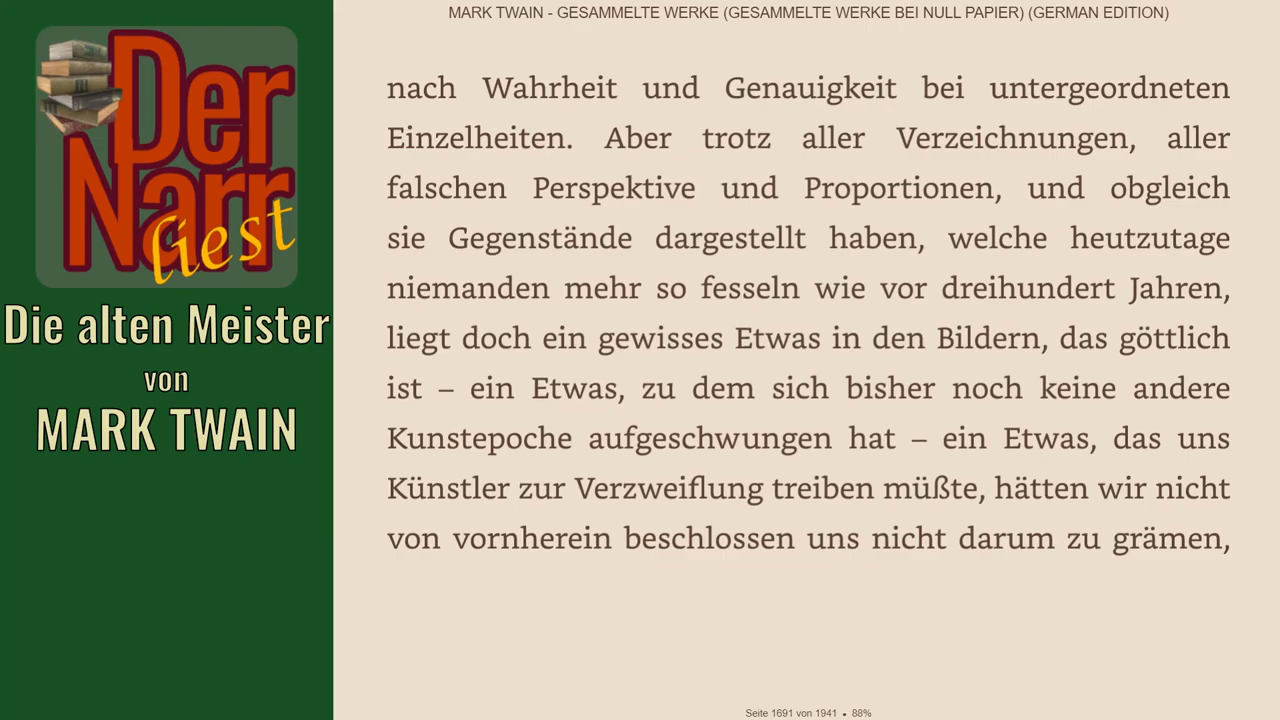 Der
Narr
liest
Die alten Meister
von
MARK TWAIN
MARK TWAIN - GESAMMELTE WERKE (GESAMMELTE WERKE BEI NULL PAPIER) (GERMAN EDITION)
nach Wahrheit und Genauigkeit bei untergeordneten
Einzelheiten. Aber trotz aller Verzeichnungen, aller
falschen Perspektive und Proportionen, und obgleich
sie Gegenstände dargestellt haben, welche heutzutage
niemanden mehr so fesseln wie vor dreihundert Jahren,
liegt doch ein gewisses Etwas in den Bildern, das göttlich
ist – ein Etwas, zu dem sich bisher noch keine andere
Kunstepoche aufgeschwungen hat – ein Etwas, das uns
Künstler zur Verzweiflung treiben müßte, hätten wir nicht
von vornherein beschlossen uns nicht darum zu grämen,
Seite 1691 von 1941 • 88%